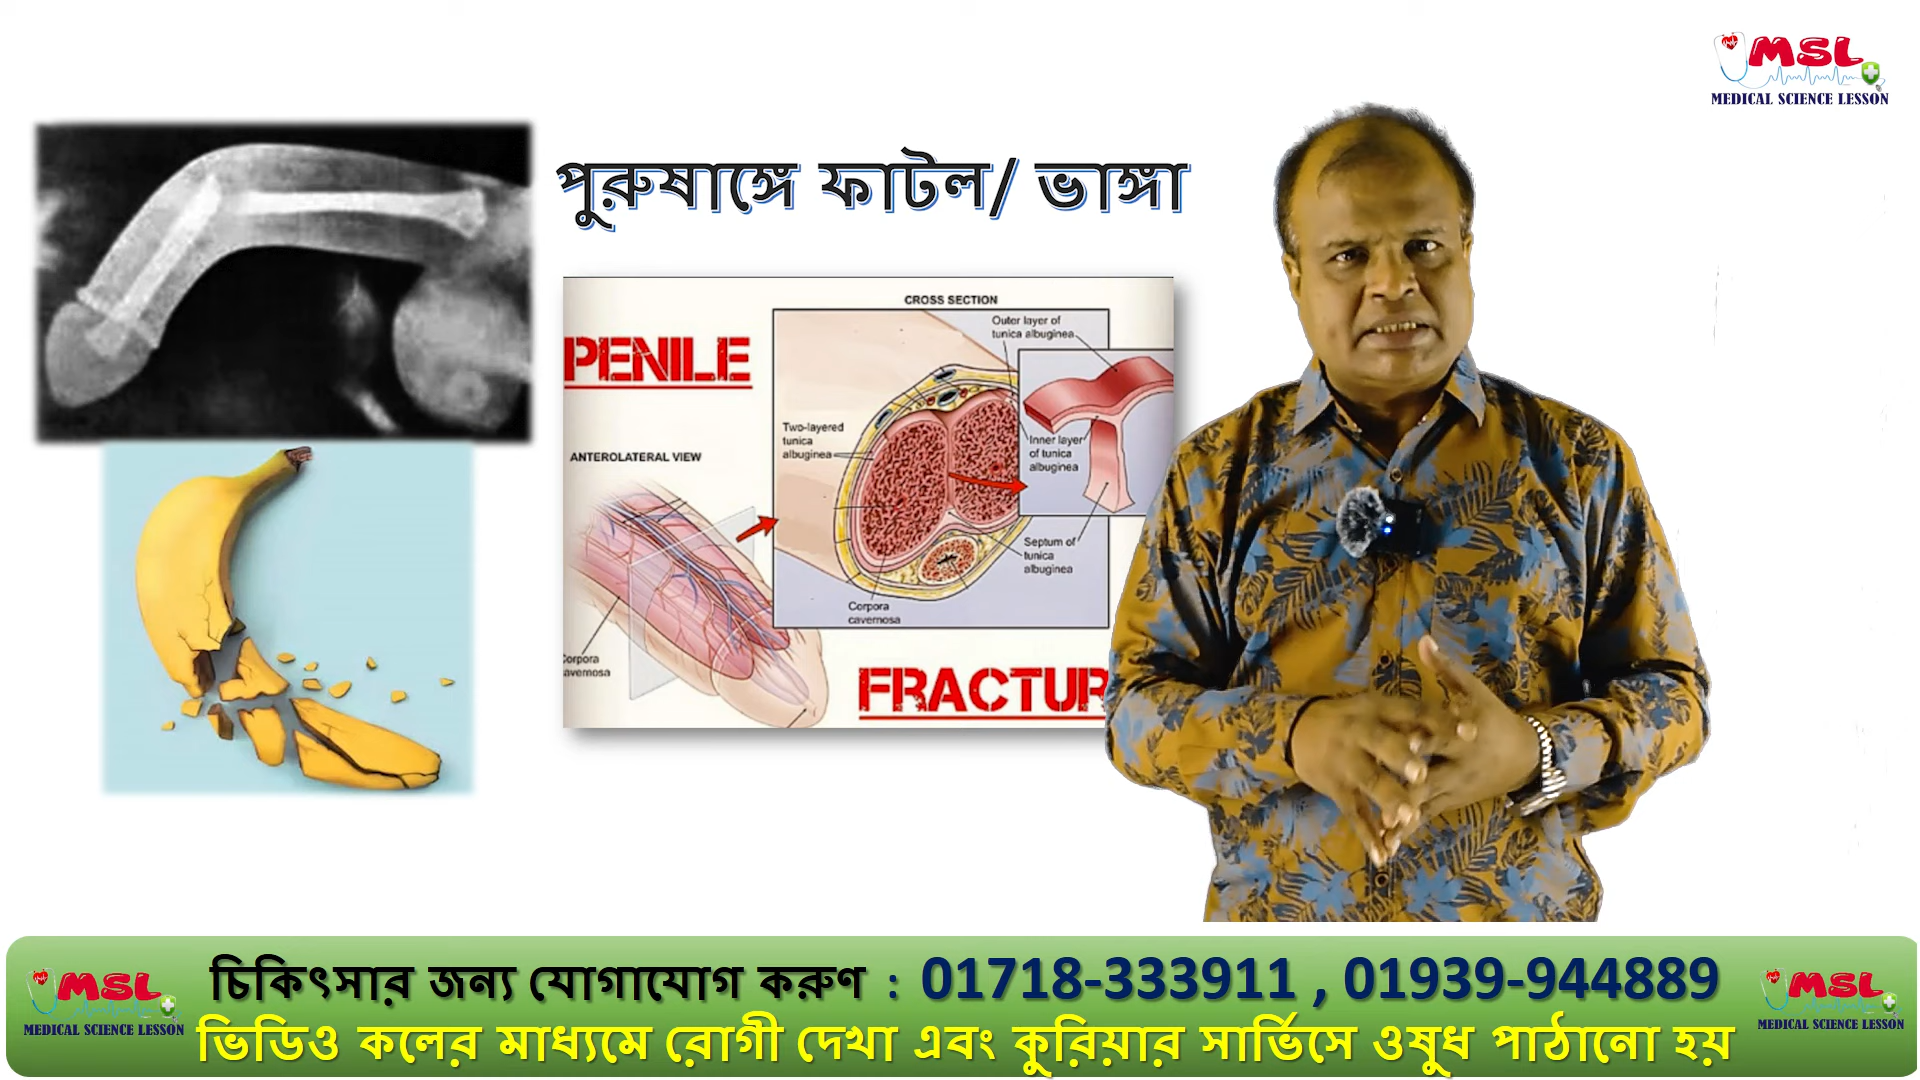 MSL
MEDICAL SCIENCE LESSON
পুরুষাঙ্গে ফাটল/ ভাঙ্গা
CROSS SECTION
Outer layer of
tunica albuginea
PENILE
Two-layered
tunica
albuginea
Inner layer
of tunica
albuginea
ANTEROLATERAL VIEW
Septum of
tunica
albuginea
Corpora
cavernosa
Corpora
avernosa
FRACTUR
চিকিৎসার জন্য যোগাযোগ করুণ : 01718-333911 , 01939-944889
MSL
MEDICAL SCIENCE LESSON
MSL
MEDICAL SCIENCE LESSON
ভিডিও কলের মাধ্যমে রোগী দেখা এবং কুরিয়ার সার্ভিসে ওষুধ পাঠানো হয়